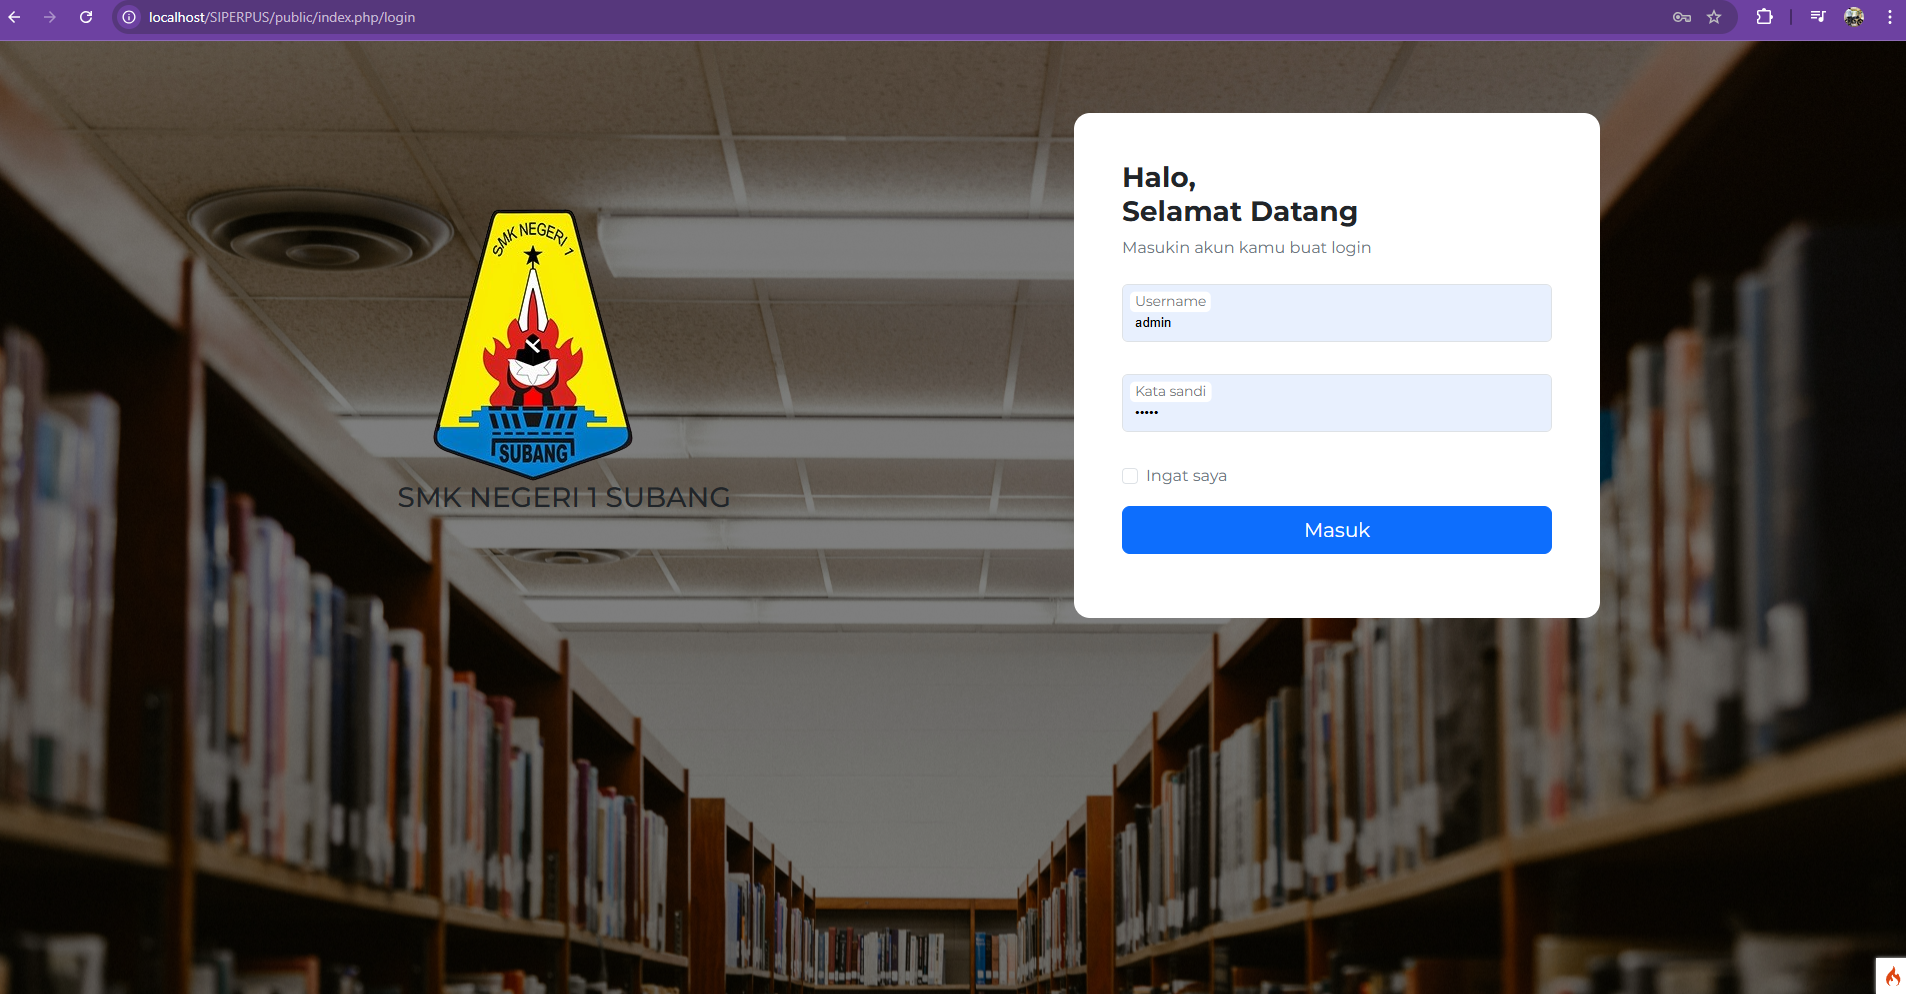 localhost/SIPERPUS/public/index.php/login
SMK NEGERI 1
SUBANG
SMK NEGERI 1 SUBANG
Halo,
Selamat Datang
Masukin akun kamu buat login
Username
admin
Kata sandi
•••••
Ingat saya
Masuk